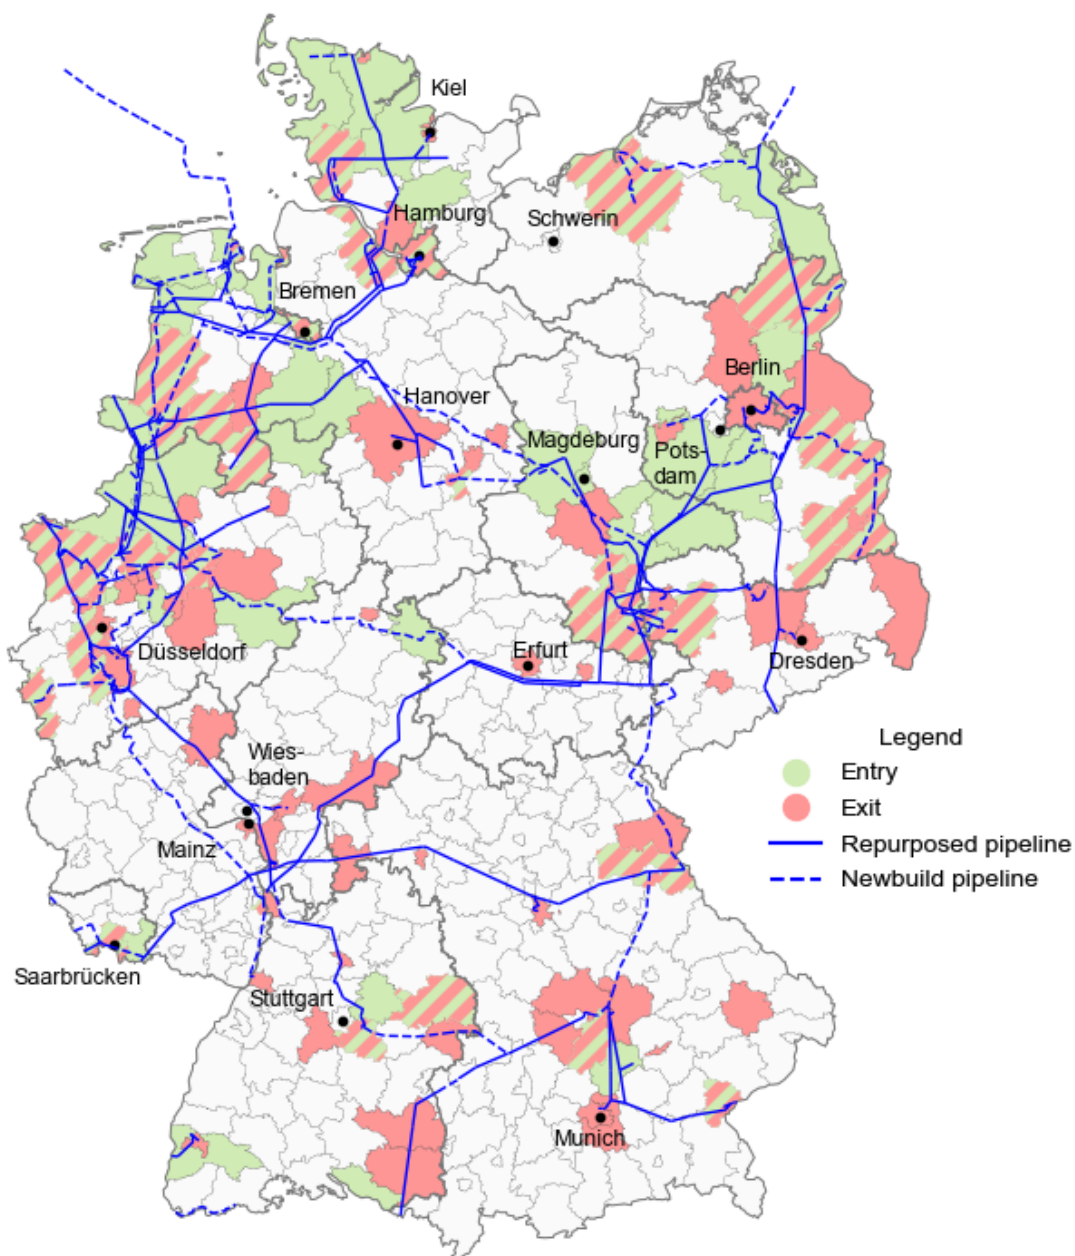 Kiel
Hamburg
Schwerin
Bremen
Berlin
Hanover
Magdeburg
Pots-
dam
Düsseldorf
Erfurt
Dresden
Wies-
baden
Mainz
Saarbrücken
Stuttgart
Munich
Legend
Entry
Exit
Repurposed pipeline
Newbuild pipeline